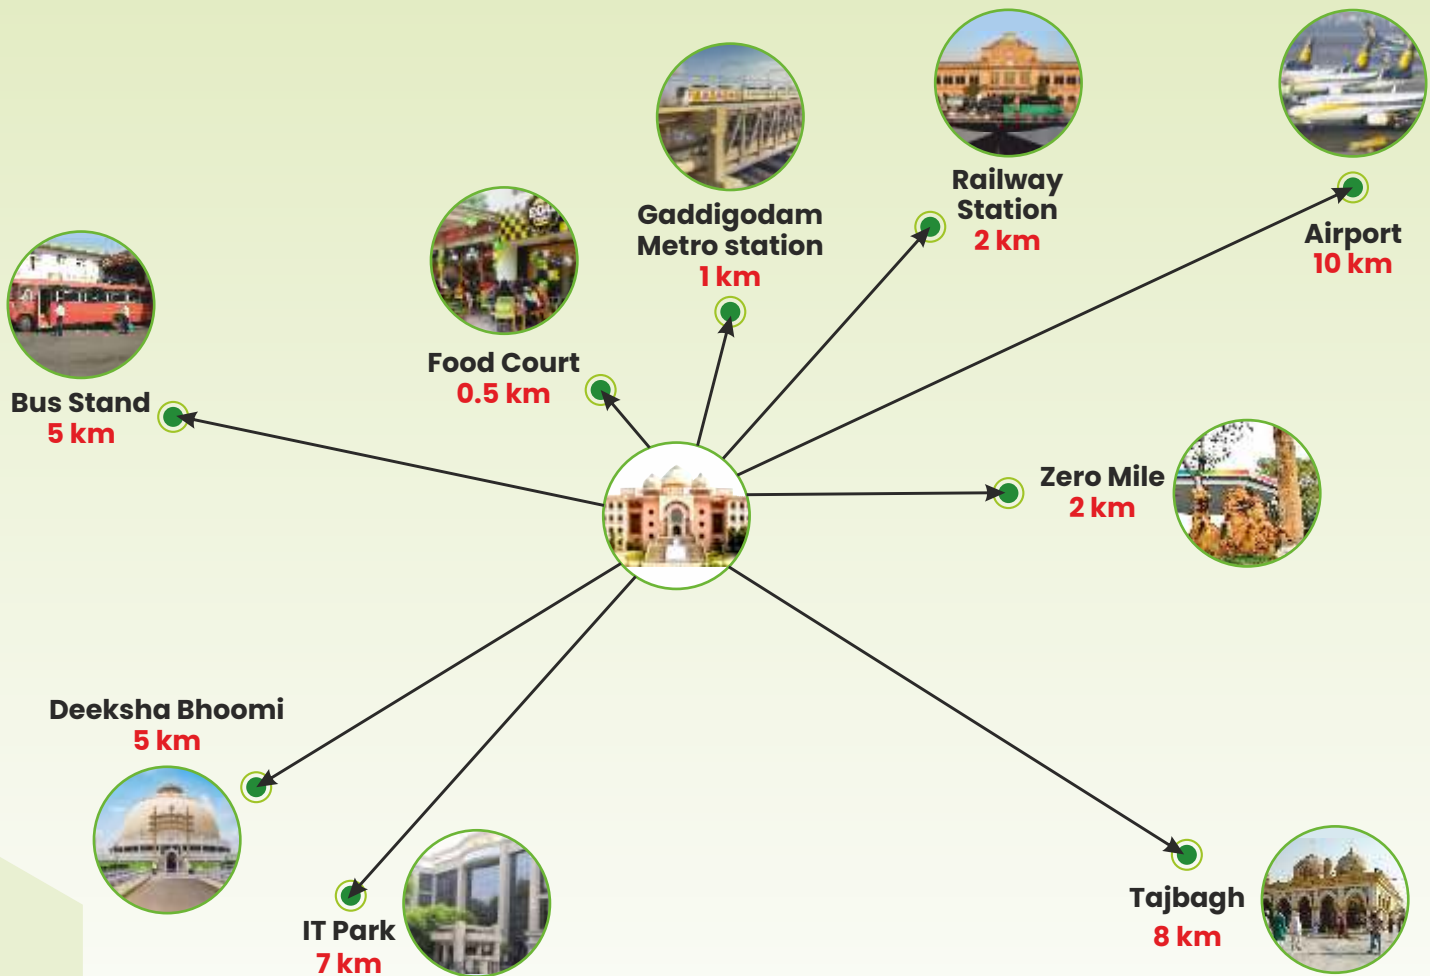 Railway
Station
2 km
Gaddigodam
Metro station
1 km
Airport
10 km
Food Court
0.5 km
Bus Stand
5 km
Zero Mile
2 km
Deeksha Bhoomi
5 km
IT Park
7 km
Tajbagh
8 km